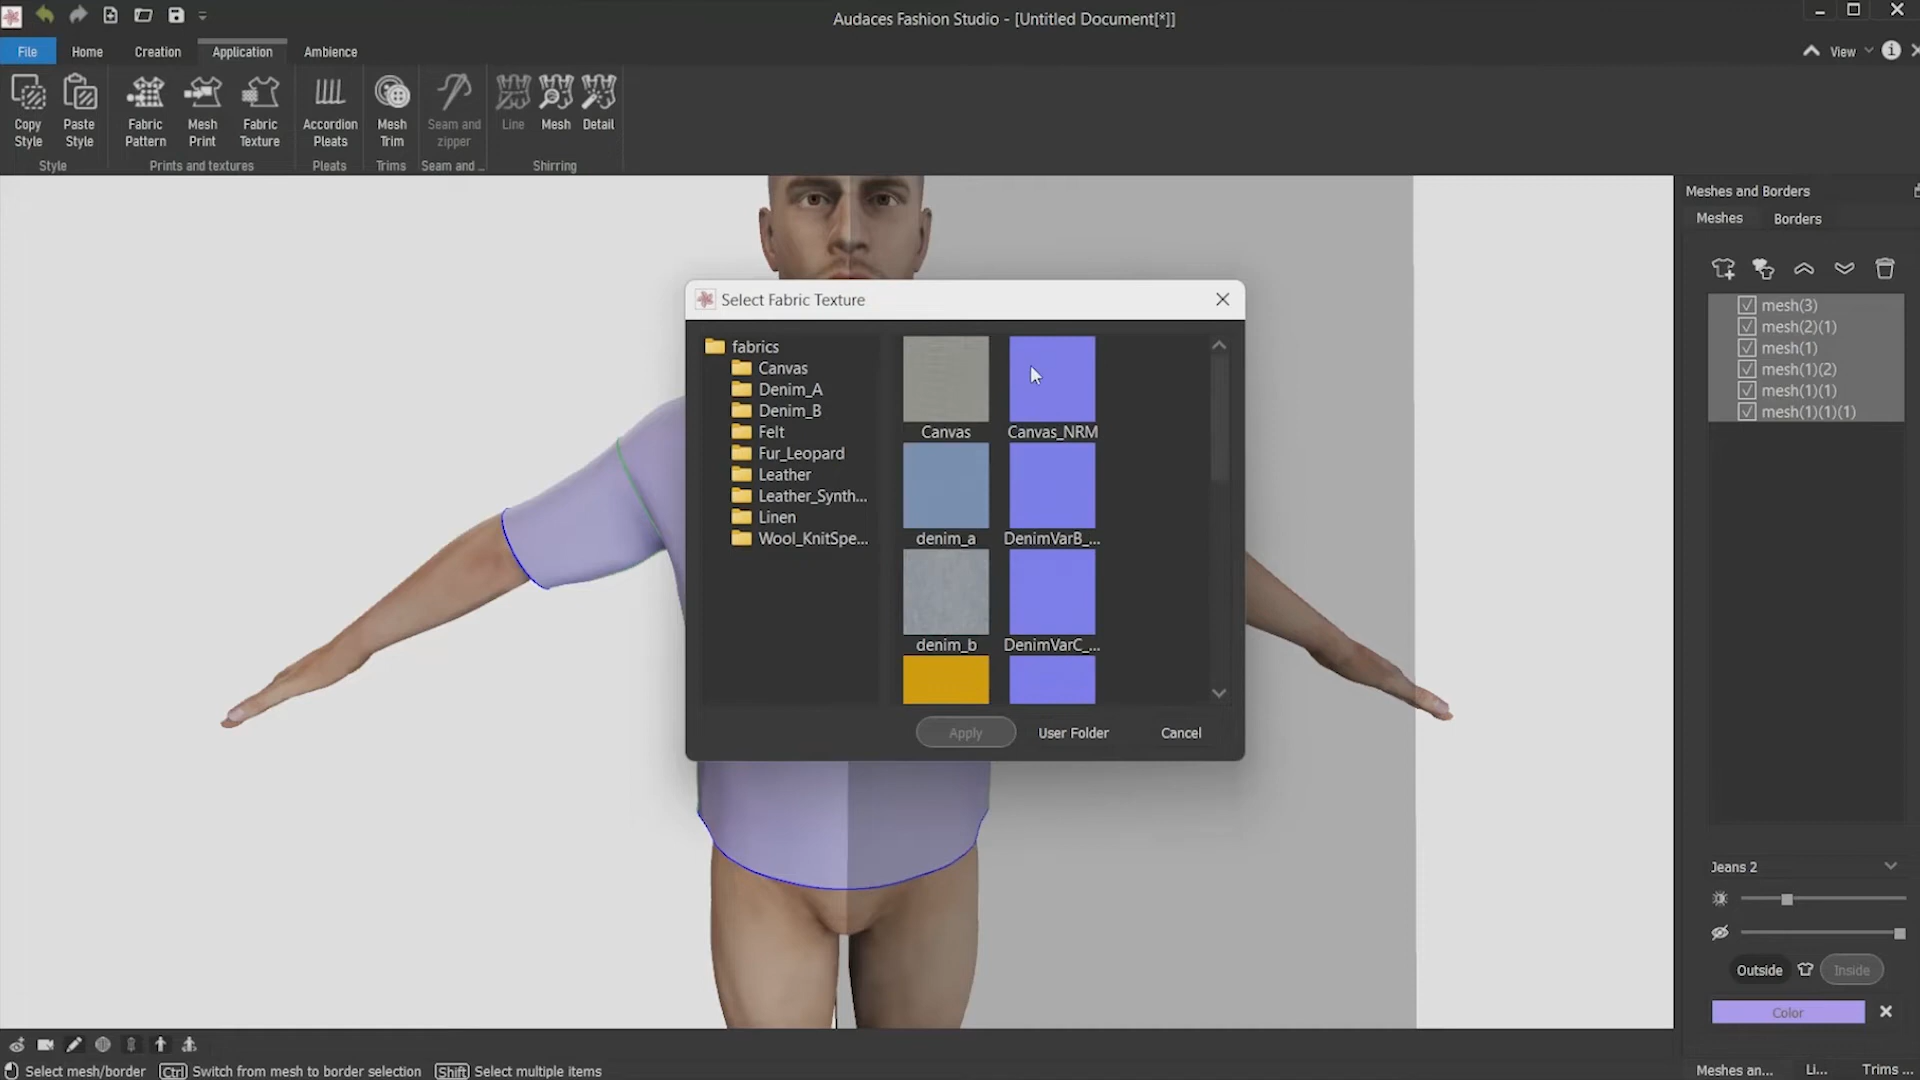 Audaces Fashion Studio - [Untitled Document[*]]
File Home Creation Application Ambience View
Copy Style
Paste Style
Fabric Pattern
Mesh Print
Fabric Texture
Accordion Pleats
Mesh Trim
Seam and zipper
Line
Mesh
Detail
Style
Prints and textures
Pleats
Trims
Seam and ...
Shirring
Meshes and Borders
Meshes Borders
mesh(3)
mesh(2)(1)
mesh(1)
mesh(1)(2)
mesh(1)(1)
mesh(1)(1)(1)
Select Fabric Texture
fabrics
Canvas
Denim_A
Denim_B
Felt
Fur_Leopard
Leather
Leather_Synth...
Linen
Wool_KnitSpe...
Canvas Canvas_NRM
denim_a DenimVarB_...
denim_b DenimVarC_...
Apply User Folder Cancel
Jeans 2
Outside Inside
Color
Select mesh/border Ctrl Switch from mesh to border selection Shift Select multiple items
Meshes an... Li... Trims ...